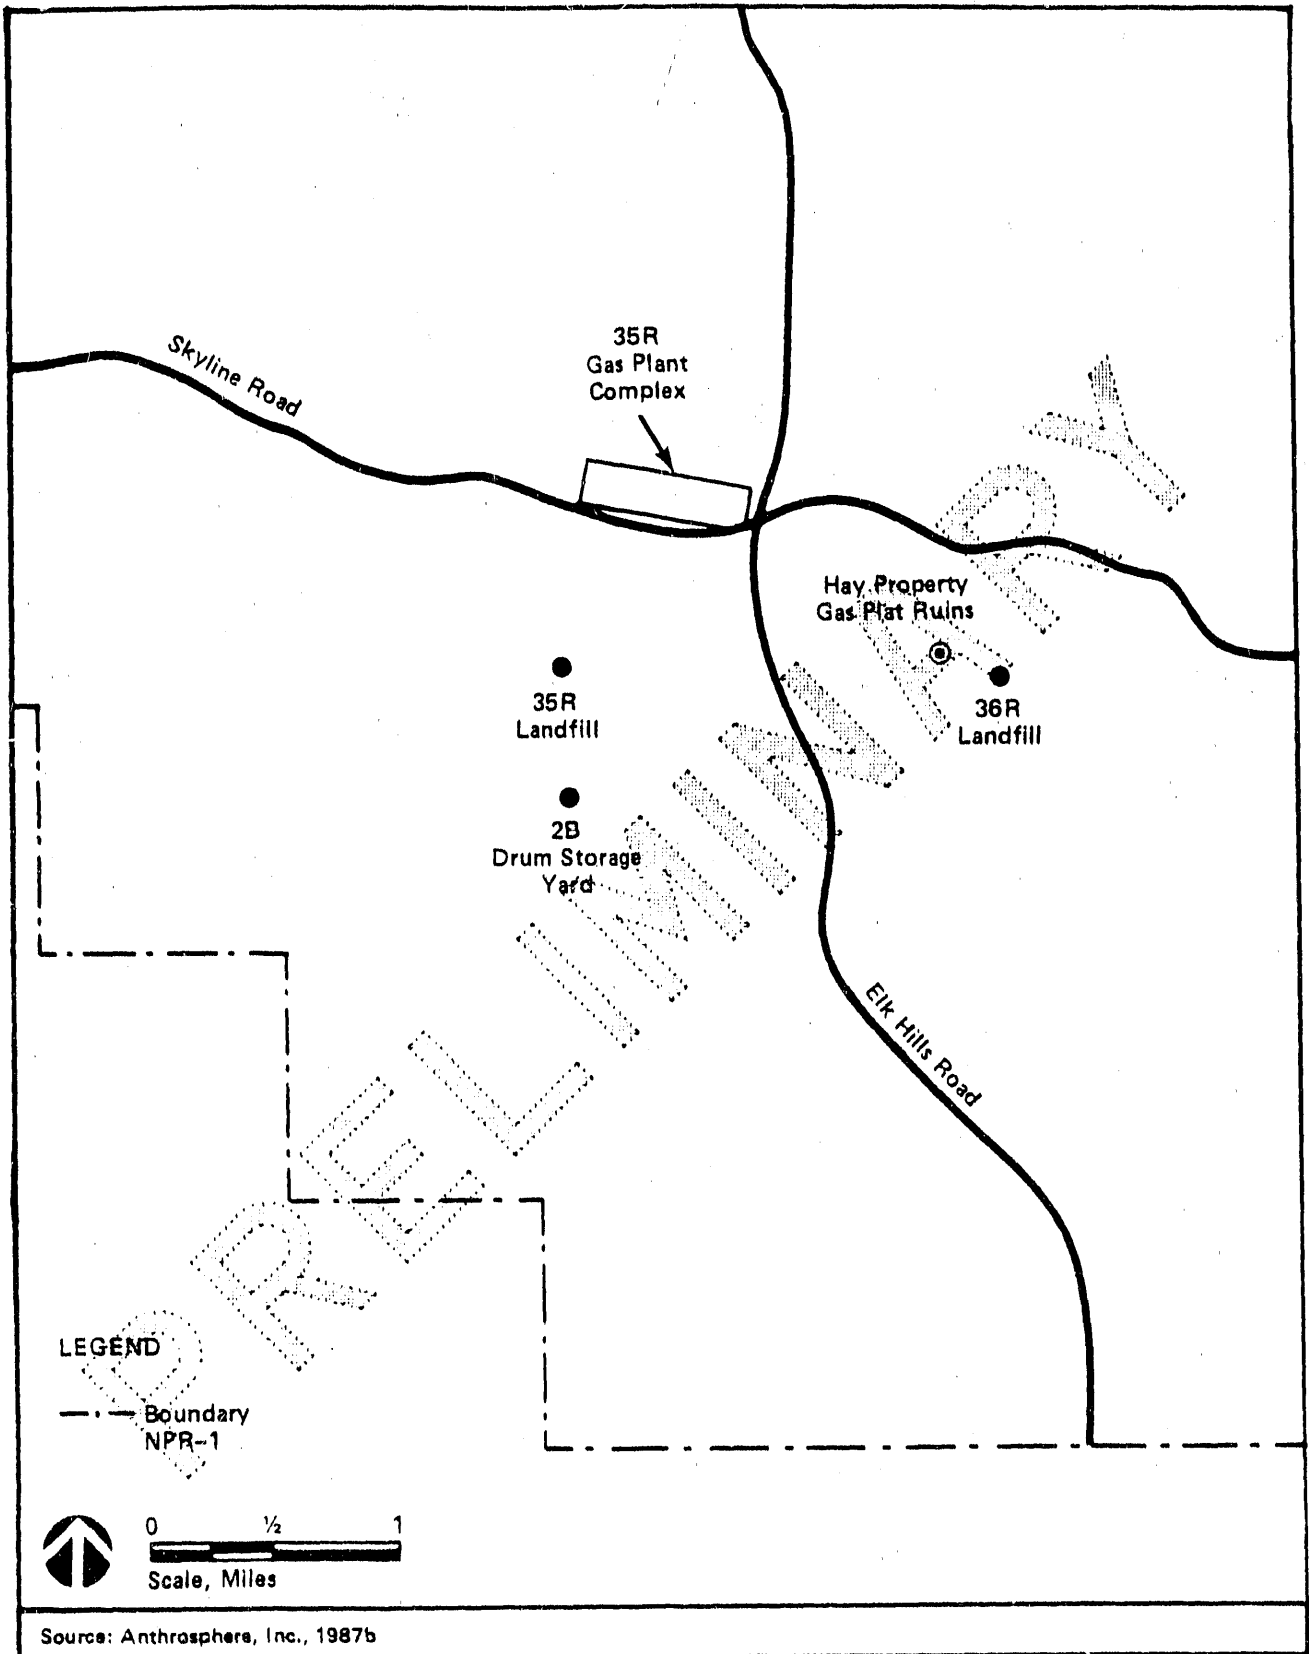 Skyline Road
35R
Gas Plant
Complex
Hay Property
Gas Plat Ruins
35R
Landfill
36R
Landfill
2B
Drum Storage
Yard
Elk Hills Road
PRELIMINARY
LEGEND
Boundary
NPR-1
0 ½ 1
Scale, Miles
Source: Anthrosphere, Inc., 1987b